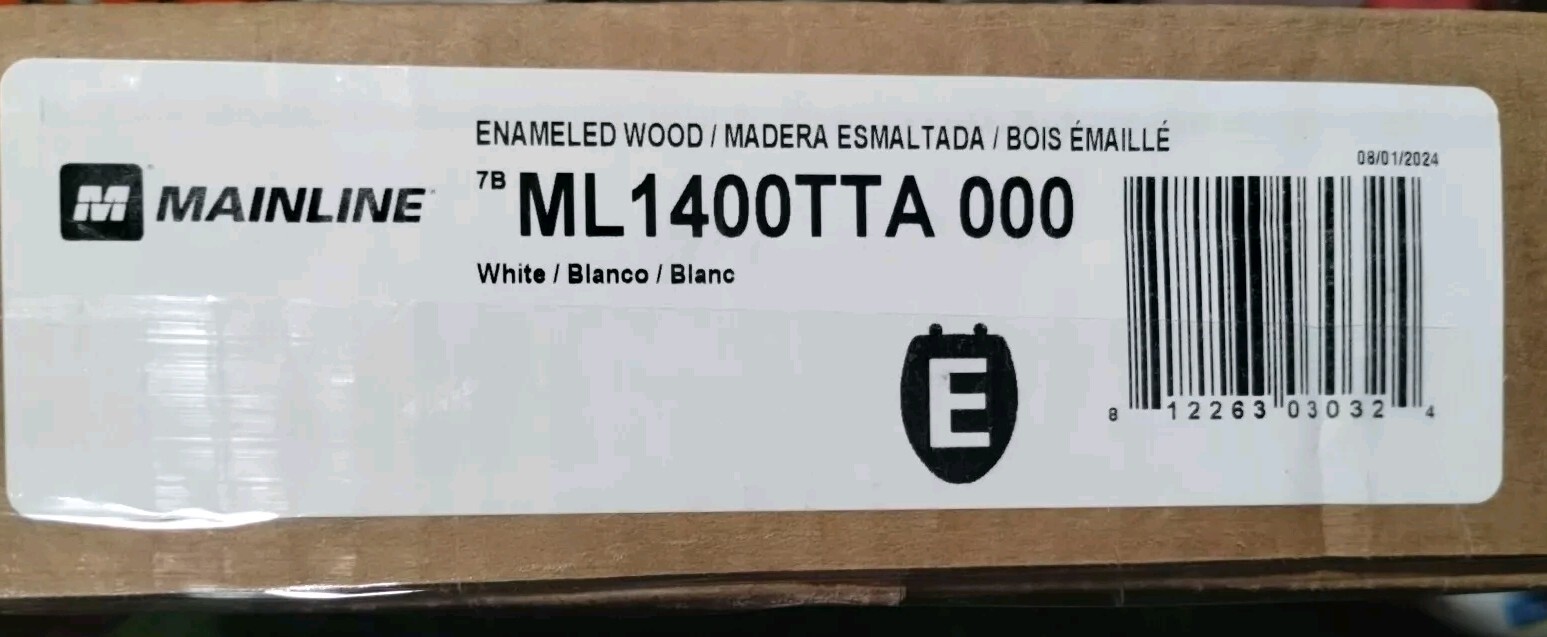 ENAMELED WOOD / MADERA ESMALTADA / BOIS ÉMAILLÉ
08/01/2024
M MAINLINE
7B ML1400TTA 000
White / Blanco / Blanc
E
8 12263 03032 4